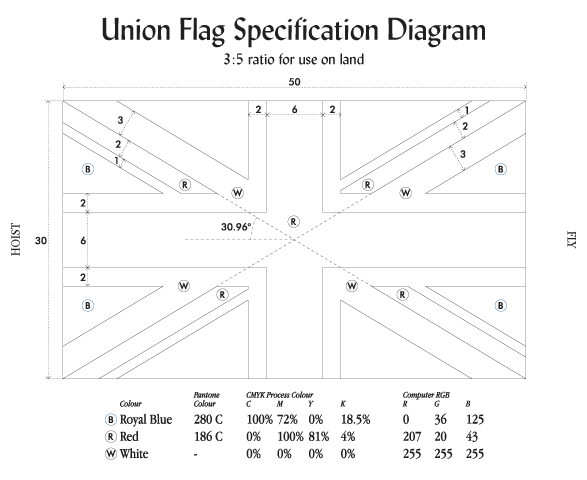 Union Flag Specification Diagram
3:5 ratio for use on land
50
2 6 2
3 1
2 2
1 3
B B
R R
W W
2
R
30.96°
HOIST 30 6 FLY
2
W W
R R
B B
Pantone CMYK Process Colour Computer RGB
Colour Colour C M Y K R G B
B Royal Blue 280 C 100% 72% 0% 18.5% 0 36 125
R Red 186 C 0% 100% 81% 4% 207 20 43
W White - 0% 0% 0% 0% 255 255 255